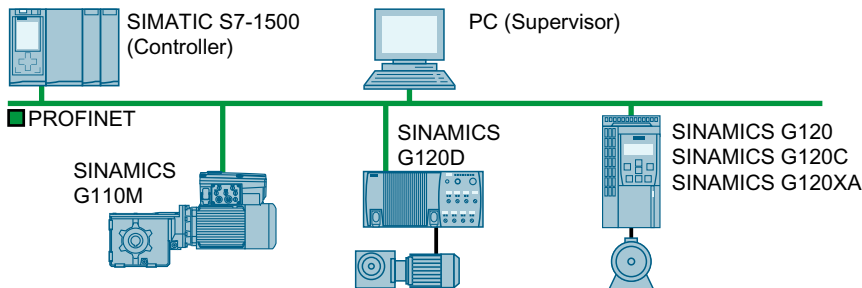 SIMATIC S7-1500
(Controller)
PC (Supervisor)
PROFINET
SINAMICS
G110M
SINAMICS
G120D
SINAMICS G120
SINAMICS G120C
SINAMICS G120XA